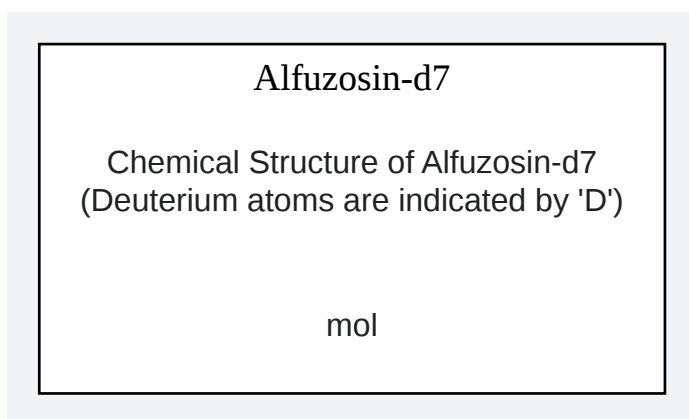 Alfuzosin-d7
Chemical Structure of Alfuzosin-d7
(Deuterium atoms are indicated by 'D')
mol